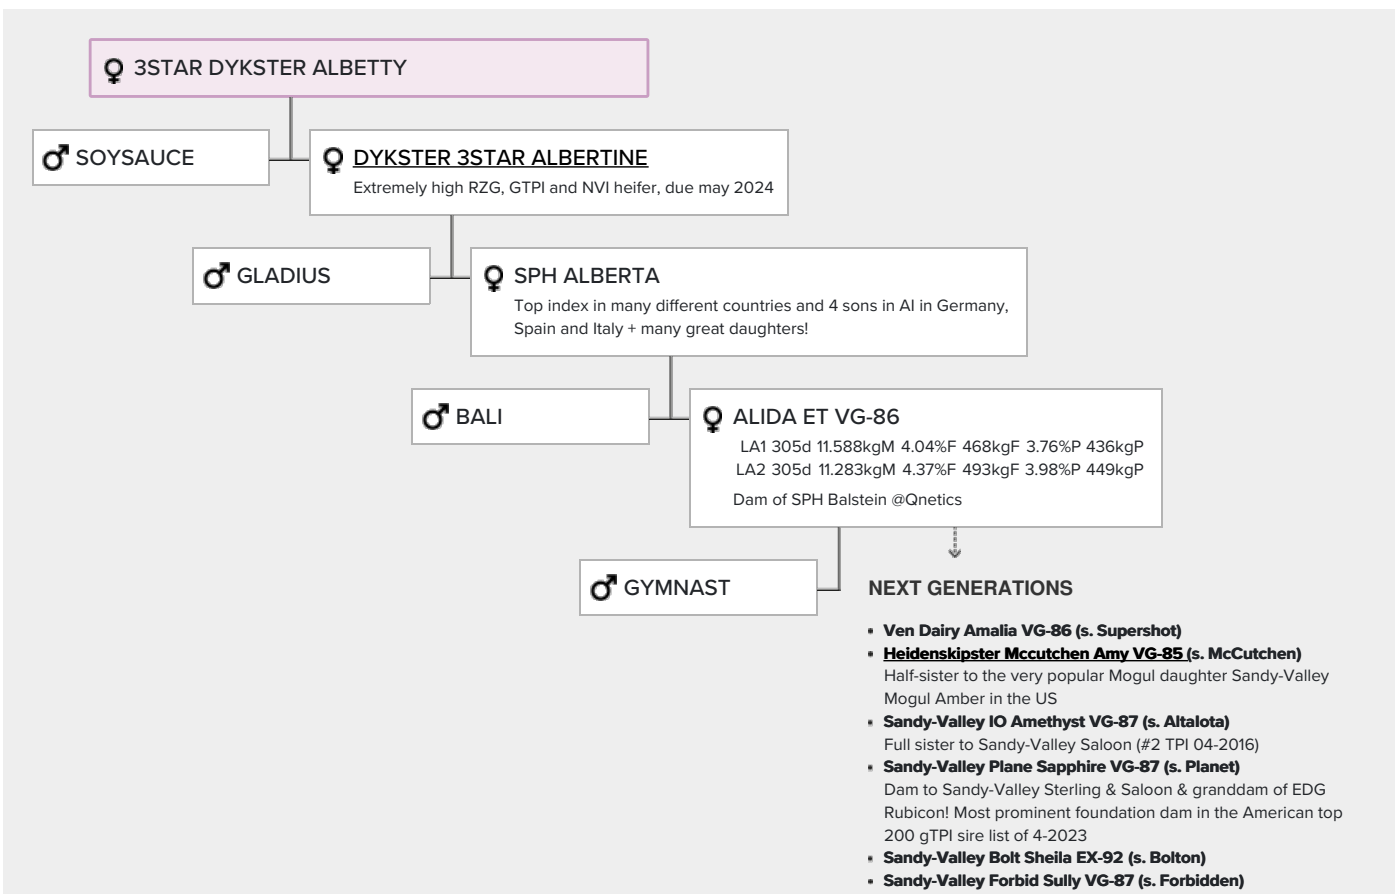 3STAR DYKSTER ALBETTY
SOYSAUCE
DYKSTER 3STAR ALBERTINE
Extremely high RZG, GTPI and NVI heifer, due may 2024
GLADIUS
SPH ALBERTA
Top index in many different countries and 4 sons in AI in Germany,
Spain and Italy + many great daughters!
BALI
ALIDA ET VG-86
LA1 305d 11.588kgM 4.04%F 468kgF 3.76%P 436kgP
LA2 305d 11.283kgM 4.37%F 493kgF 3.98%P 449kgP
Dam of SPH Balstein @Qnetics
GYMNAST
NEXT GENERATIONS
• Ven Dairy Amalia VG-86 (s. Supershot)
• Heidenskipster Mccutchen Amy VG-85 (s. McCutchen)
Half-sister to the very popular Mogul daughter Sandy-Valley
Mogul Amber in the US
• Sandy-Valley IO Amethyst VG-87 (s. AltaIota)
Full sister to Sandy-Valley Saloon (#2 TPI 04-2016)
• Sandy-Valley Plane Sapphire VG-87 (s. Planet)
Dam to Sandy-Valley Sterling & Saloon & granddam of EDG
Rubicon! Most prominent foundation dam in the American top
200 gTPI sire list of 4-2023
• Sandy-Valley Bolt Sheila EX-92 (s. Bolton)
• Sandy-Valley Forbid Sully VG-87 (s. Forbidden)